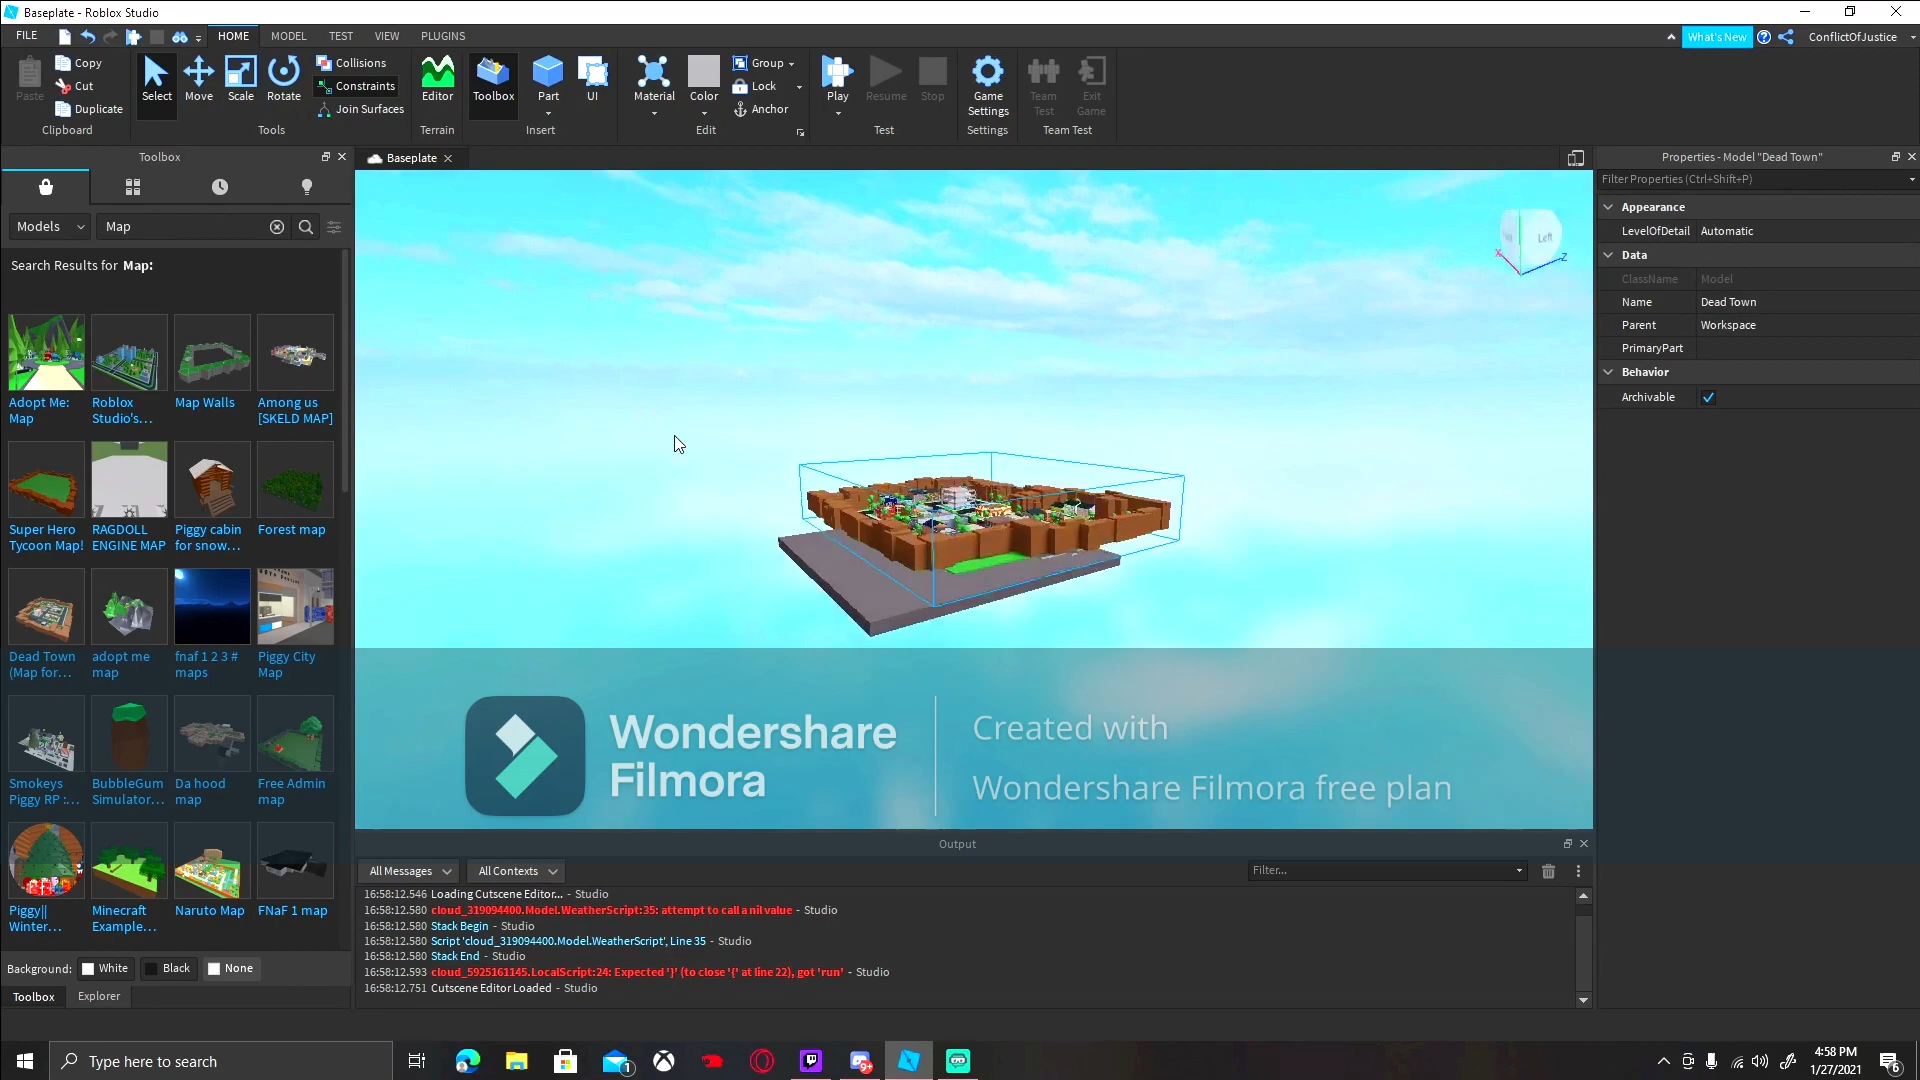 Baseplate - Roblox Studio
FILE
HOME
MODEL
TEST
VIEW
PLUGINS
What's New
ConflictOfJustice
Paste
Copy
Cut
Duplicate
Clipboard
Select
Move
Scale
Rotate
Collisions
Constraints
Join Surfaces
Tools
Editor
Terrain
Toolbox
Part
UI
Insert
Material
Color
Group
Lock
Anchor
Edit
Play
Resume
Stop
Test
Game
Settings
Settings
Team
Test
Exit
Game
Team Test
Toolbox
Models
Map
Search Results for Map:
Adopt Me:
Map
Roblox
Studio's...
Map Walls
Among us
[SKELD MAP]
Super Hero
Tycoon Map!
RAGDOLL
ENGINE MAP
Piggy cabin
for snow...
Forest map
Dead Town
(Map for...
adopt me
map
fnaf 1 2 3 #
maps
Piggy City
Map
Smokeys
Piggy RP :...
BubbleGum
Simulator...
Da hood
map
Free Admin
map
Piggy||
Winter...
Minecraft
Example...
Naruto Map
FNaF 1 map
Background:
White
Black
None
Toolbox
Explorer
Baseplate
Left
X
Z
Wondershare
Filmora
Created with
Wondershare Filmora free plan
Output
All Messages
All Contexts
Filter...
16:58:12.546 Loading Cutscene Editor... - Studio
16:58:12.580 cloud_319094400.Model.WeatherScript:35: attempt to call a nil value - Studio
16:58:12.580 Stack Begin - Studio
16:58:12.580 Script 'cloud_319094400.Model.WeatherScript', Line 35 - Studio
16:58:12.580 Stack End - Studio
16:58:12.593 cloud_5925161145.LocalScript:24: Expected '}' (to close '{' at line 22), got 'run' - Studio
16:58:12.751 Cutscene Editor Loaded - Studio
Properties - Model "Dead Town"
Filter Properties (Ctrl+Shift+P)
Appearance
LevelOfDetail Automatic
Data
ClassName Model
Name Dead Town
Parent Workspace
PrimaryPart
Behavior
Archivable
Type here to search
1
9+
4:58 PM
1/27/2021
6